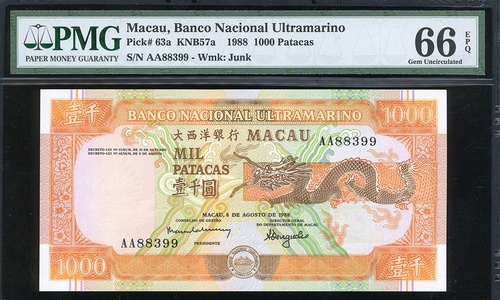 PMG
PAPER MONEY GUARANTY
Macau, Banco Nacional Ultramarino
Pick# 63a KNB57a 1988 1000 Patacas
S/N AA88399 - Wmk: Junk
66 EPQ
Gem Uncirculated
壹千
BANCO NACIONAL ULTRAMARINO
1000
大西洋銀行 MACAU
AA88399
MIL
PATACAS
壹千圓
MACAU, 8 DE AGOSTO DE 1988
CONSELHO DE GESTÃO
DIRECTOR GERAL
DO DEPARTAMENTO DE MACAU
AA88399
PRESIDENTE
1000
壹千